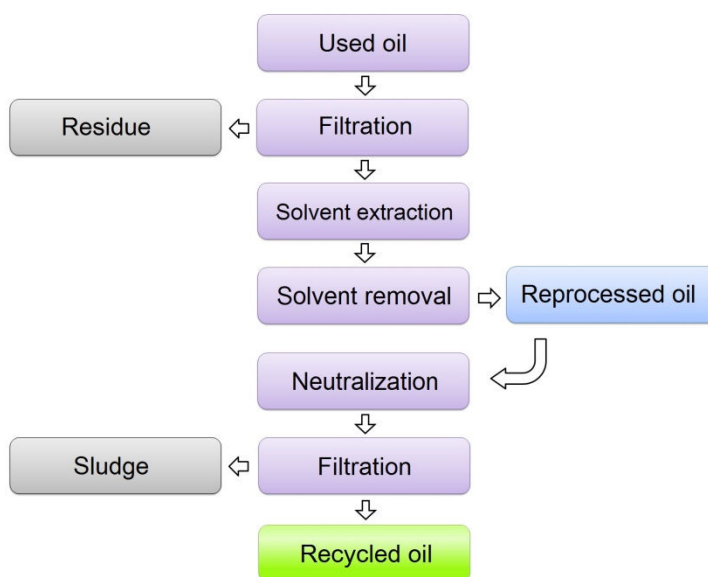 Used oil
Residue
Filtration
Solvent extraction
Solvent removal
Reprocessed oil
Neutralization
Sludge
Filtration
Recycled oil